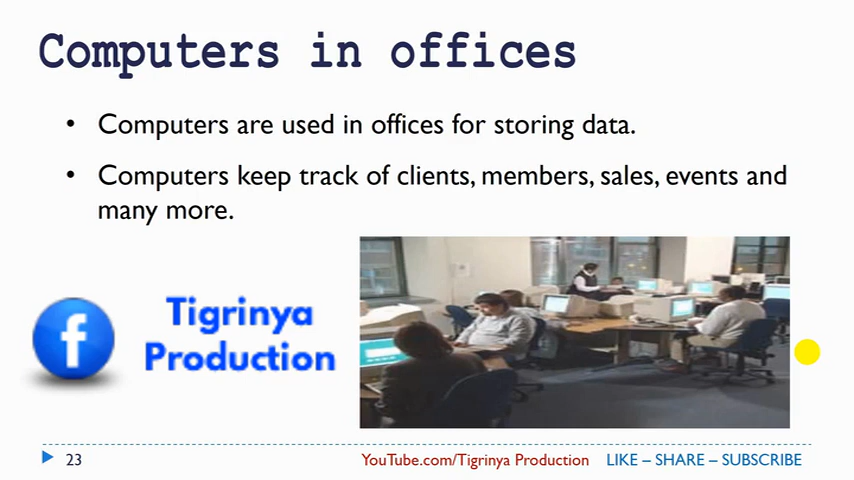 Computers in offices
• Computers are used in offices for storing data.
• Computers keep track of clients, members, sales, events and
many more.
f
Tigrinya
Production
23
YouTube.com/Tigrinya Production
LIKE – SHARE – SUBSCRIBE